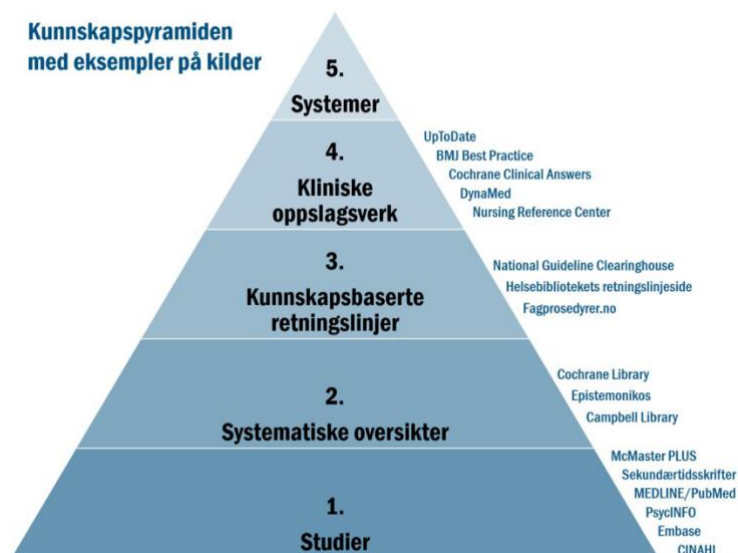 Kunnskapspyramiden
med eksempler på kilder
5.
Systemer
4.
Kliniske
oppslagsverk
UpToDate
BMJ Best Practice
Cochrane Clinical Answers
DynaMed
Nursing Reference Center
3.
Kunnskapsbaserte
retningslinjer
National Guideline Clearinghouse
Helsebibliotekets retningslinjeside
Fagprosedyrer.no
2.
Systematiske oversikter
Cochrane Library
Epistemonikos
Campbell Library
1.
Studier
McMaster PLUS
Sekundærtidsskrifter
MEDLINE/PubMed
PsycINFO
Embase
CINAHL